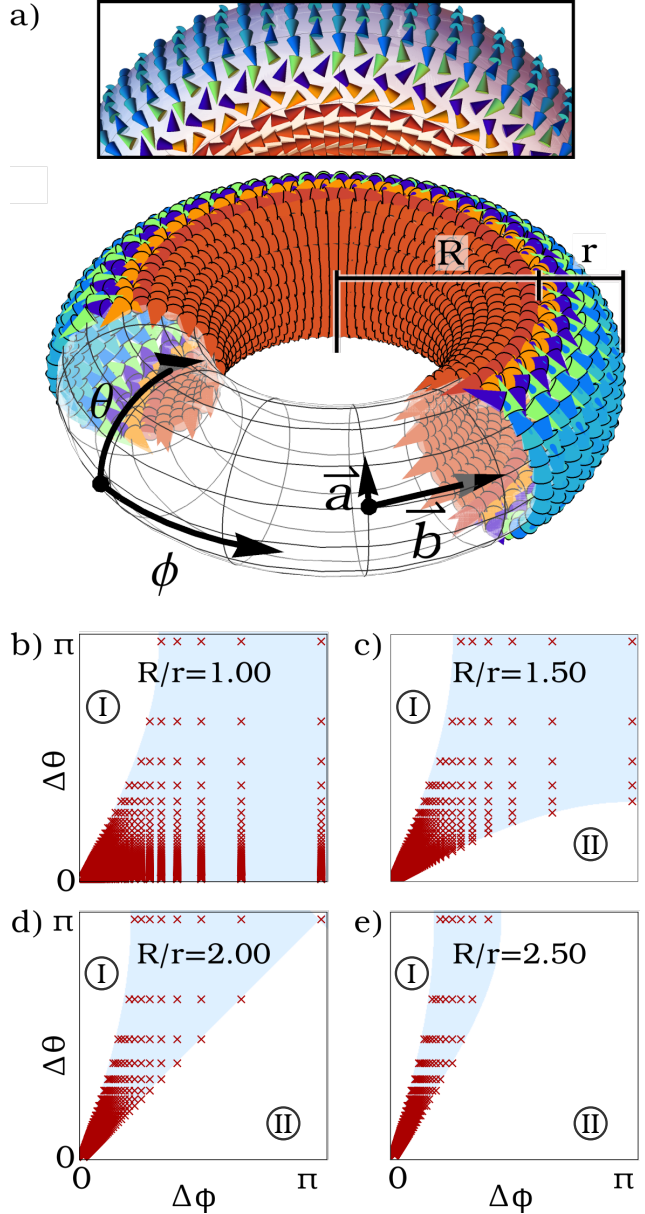 a)
R
r
θ
a
b
ϕ
b)
π
R/r=1.00
I
Δθ
0
c)
R/r=1.50
I
II
d)
π
R/r=2.00
I
Δθ
II
0
0
π
Δφ
e)
R/r=2.50
I
II
0
π
Δφ